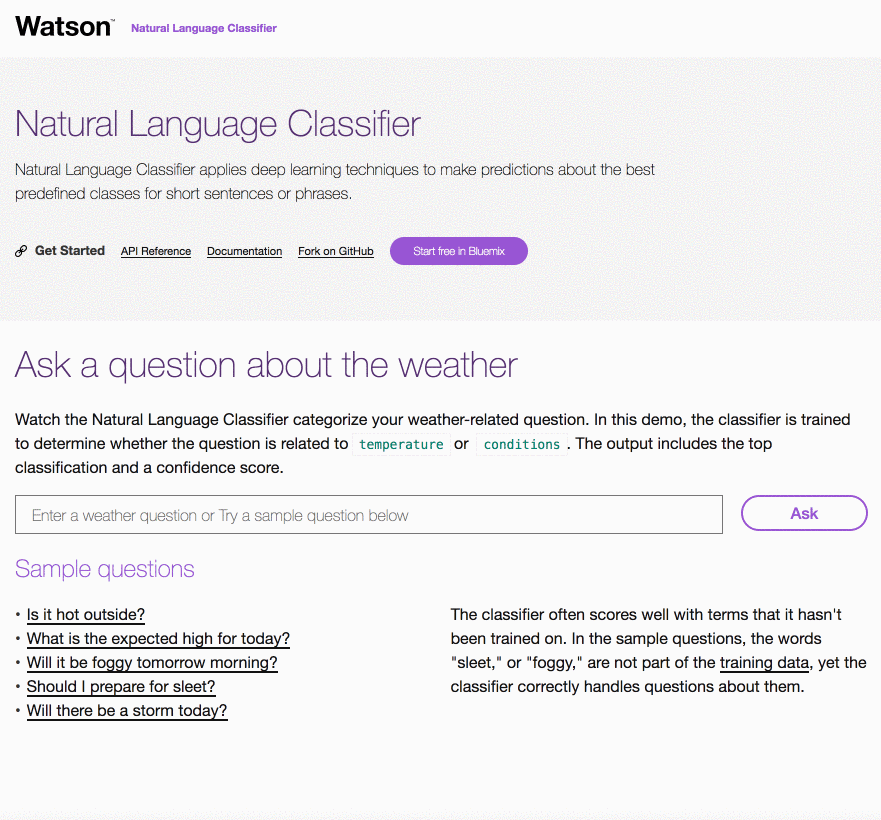 Watson™ Natural Language Classifier
Natural Language Classifier
Natural Language Classifier applies deep learning techniques to make predictions about the best
predefined classes for short sentences or phrases.
Get Started API Reference Documentation Fork on GitHub Start free in Bluemix
Ask a question about the weather
Watch the Natural Language Classifier categorize your weather-related question. In this demo, the classifier is trained
to determine whether the question is related to temperature or conditions. The output includes the top
classification and a confidence score.
Enter a weather question or Try a sample question below Ask
Sample questions
• Is it hot outside?
• What is the expected high for today?
• Will it be foggy tomorrow morning?
• Should I prepare for sleet?
• Will there be a storm today?
The classifier often scores well with terms that it hasn't
been trained on. In the sample questions, the words
"sleet," or "foggy," are not part of the training data, yet the
classifier correctly handles questions about them.